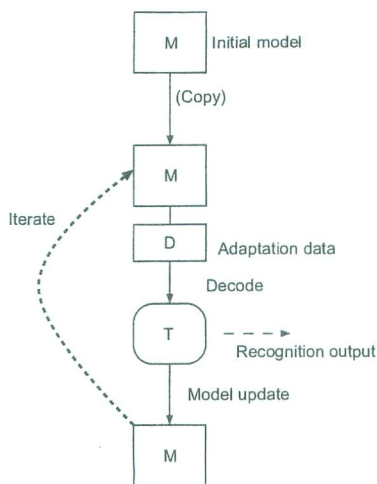 M Initial model
(Copy)
M
Iterate
D Adaptation data
Decode
T
Recognition output
Model update
M